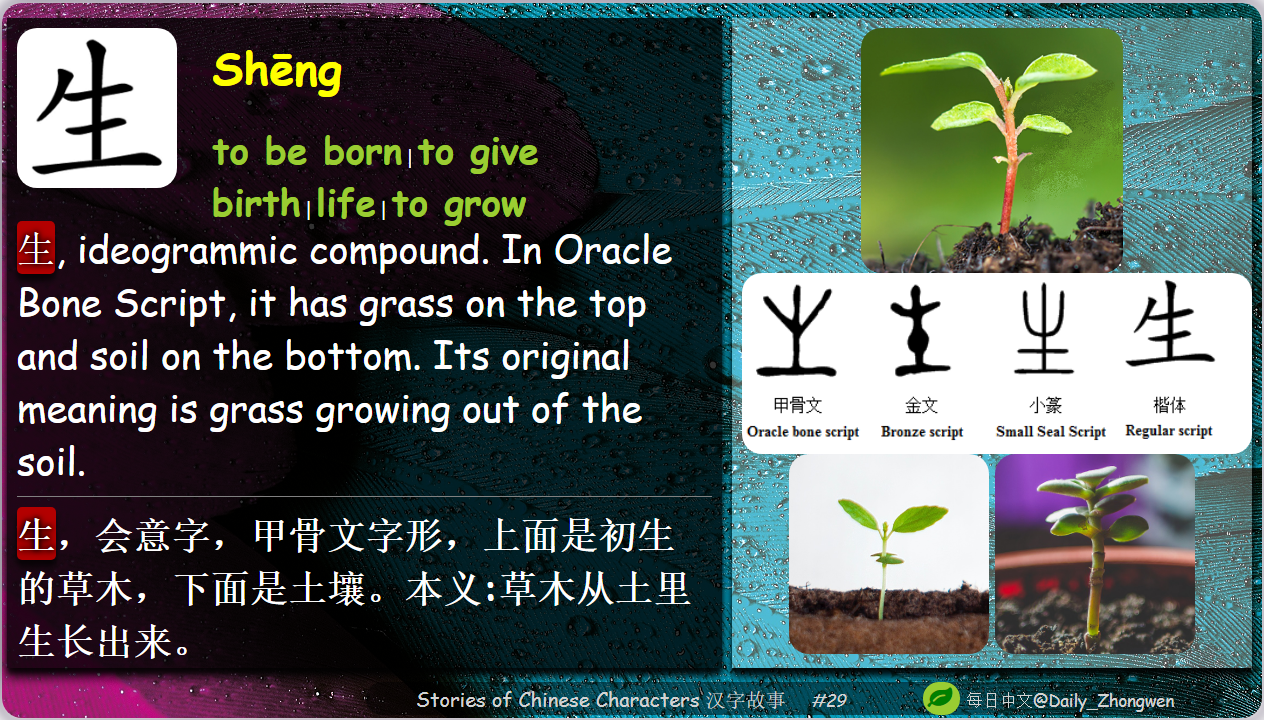 生
Shēng
to be born | to give
birth | life | to grow
生, ideogrammic compound. In Oracle
Bone Script, it has grass on the top
and soil on the bottom. Its original
meaning is grass growing out of the
soil.
生，会意字，甲骨文字形，上面是初生
的草木，下面是土壤。本义:草木从土里
生长出来。
生
甲骨文 金文 小篆 楷体
Oracle bone script Bronze script Small Seal Script Regular script
Stories of Chinese Characters 汉字故事 #29
每日中文@Daily_Zhongwen